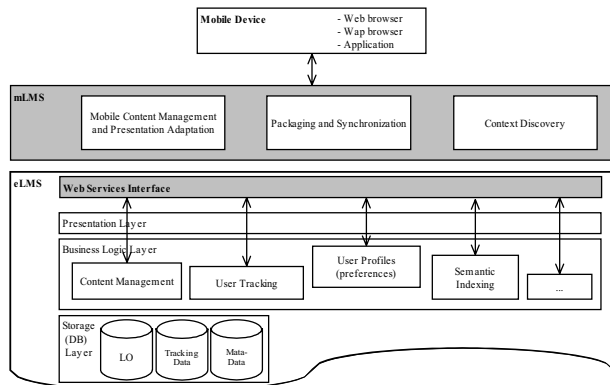 Mobile Device
- Web browser
- Wap browser
- Application
mLMS
Mobile Content Management
and Presentation Adaptation
Packaging and Synchronization
Context Discovery
eLMS
Web Services Interface
Presentation Layer
Business Logic Layer
Content Management
User Tracking
User Profiles
(preferences)
Semantic
Indexing
...
Storage
(DB)
Layer
LO
Tracking
Data
Mata-
Data